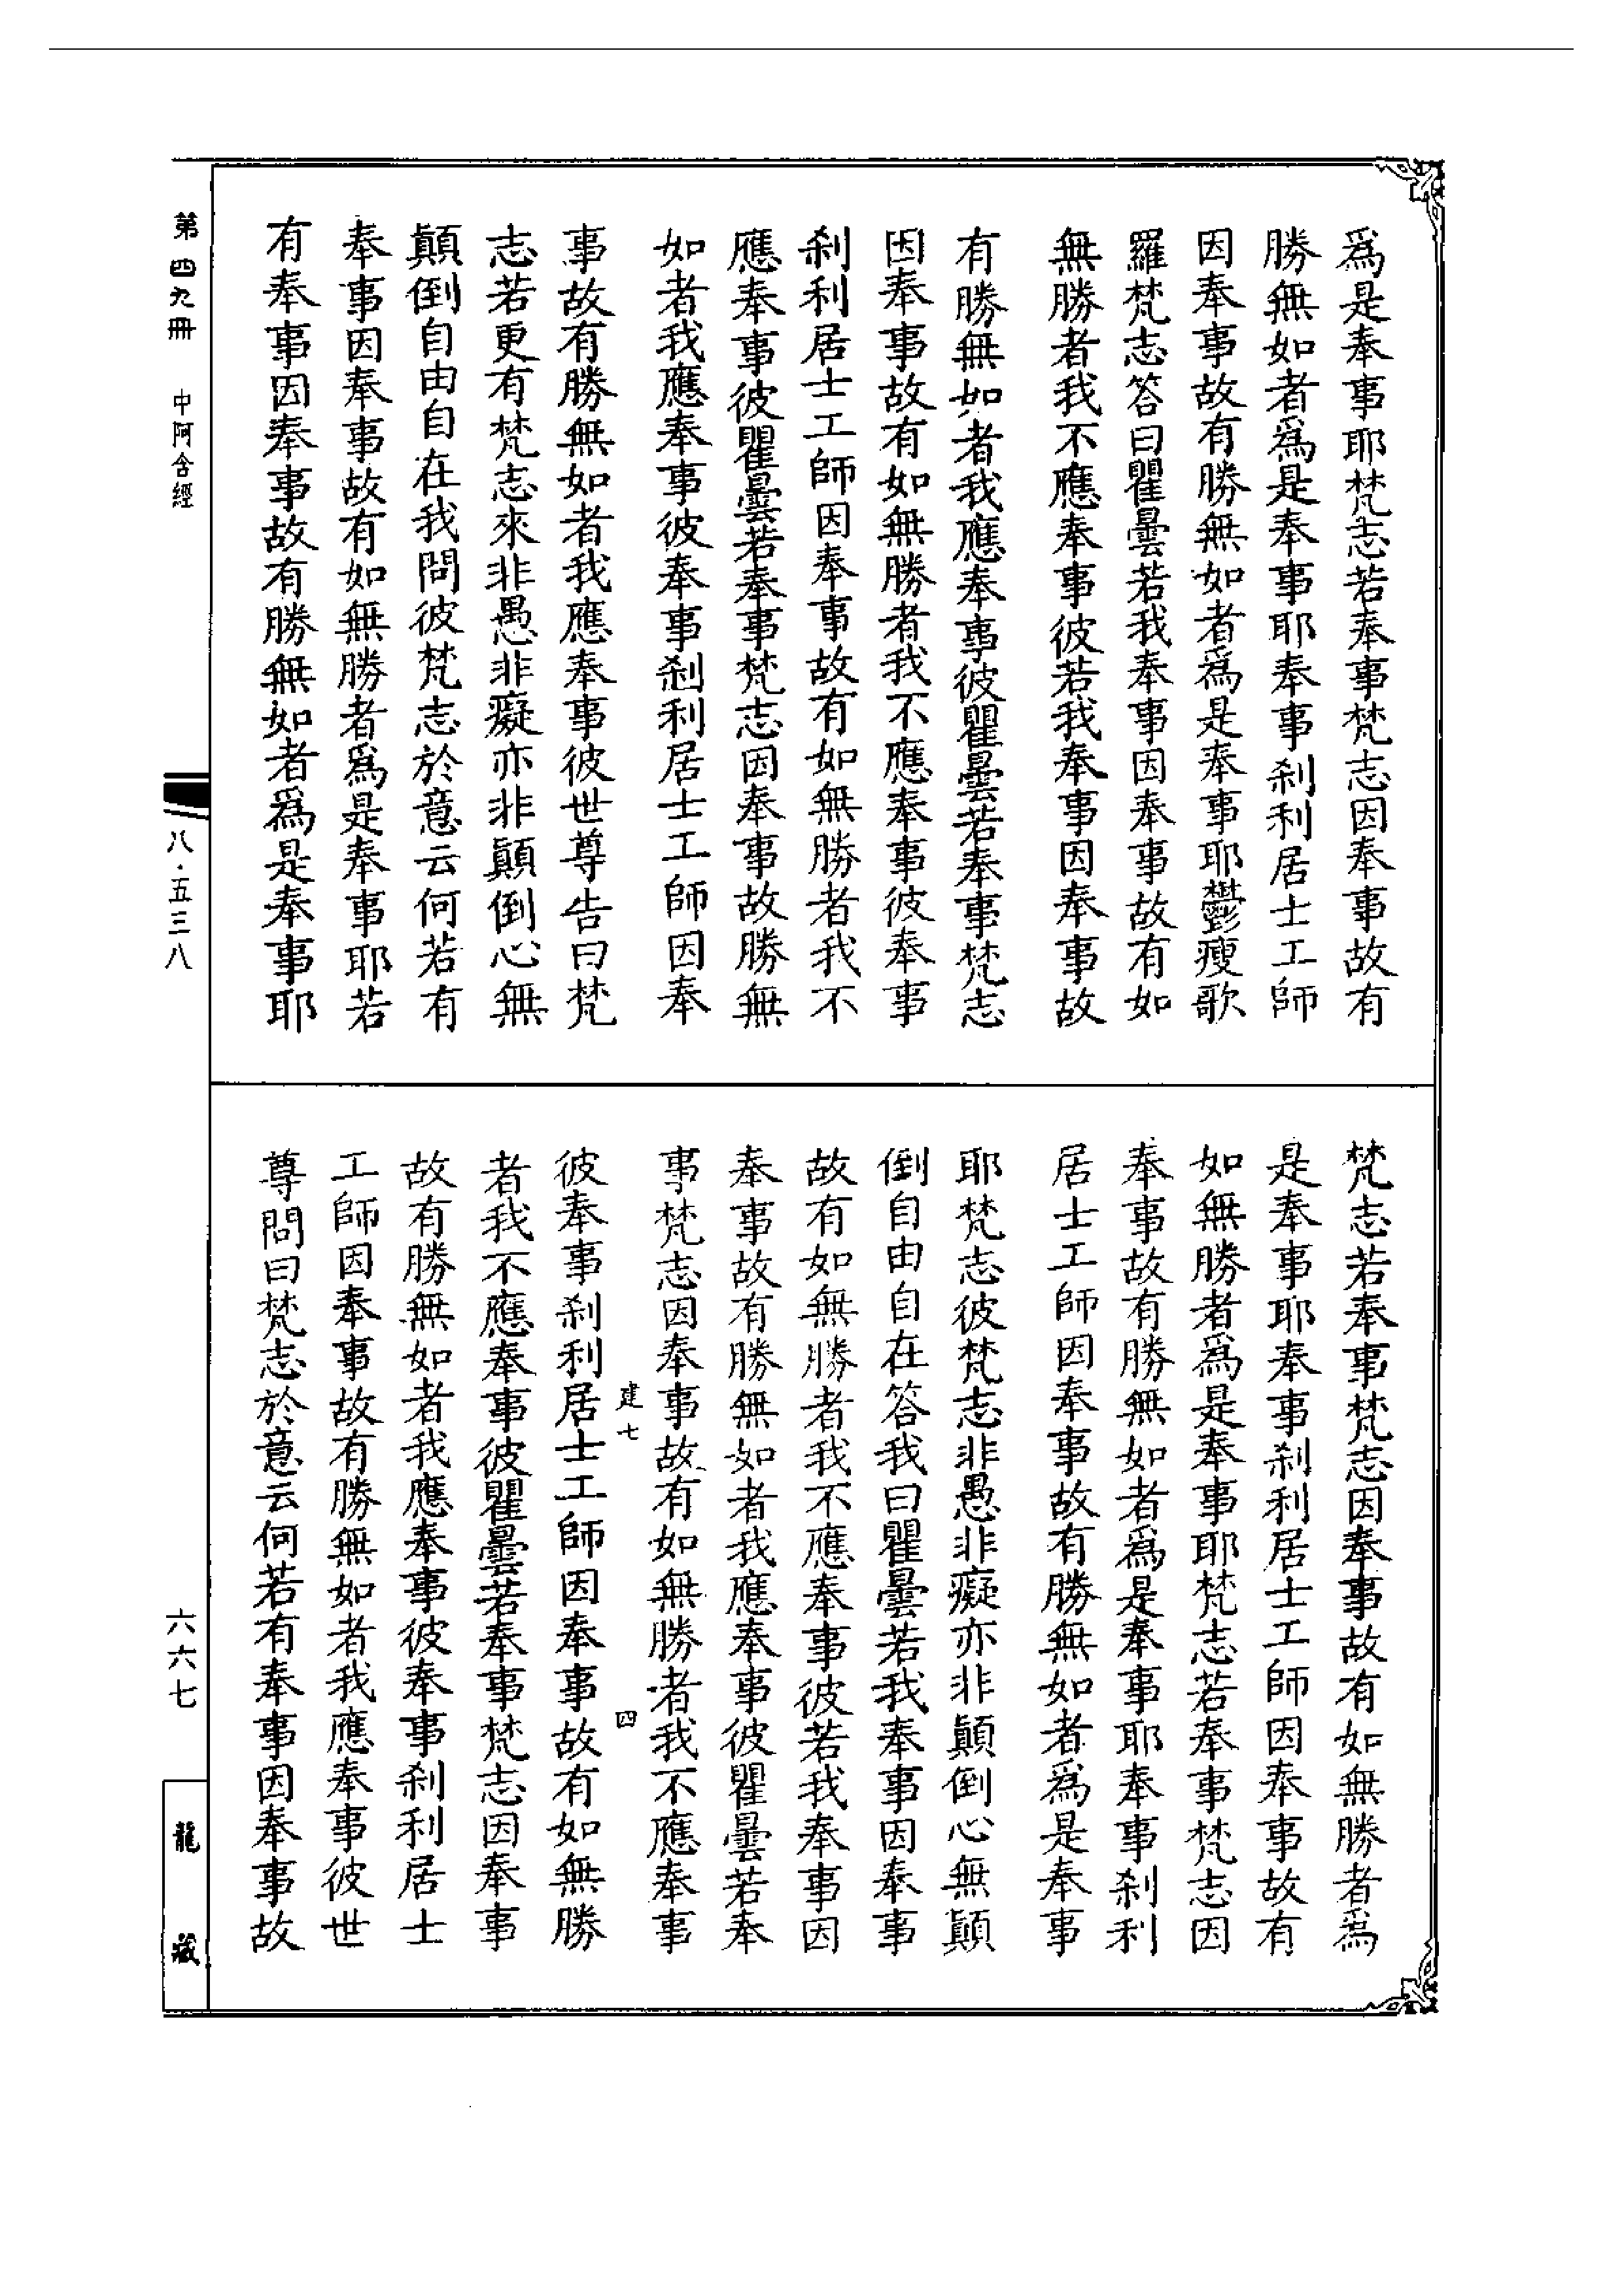 為是奉事耶梵志若奉事梵志因奉事故有
勝無如者為是奉事耶奉事剎利居士工師
因奉事故有勝無如者為是奉事耶鬱瘦歌
羅梵志答曰瞿曇若我奉事因奉事故有如
無勝者我不應奉事彼若我奉事因奉事故
有勝無如者我應奉事彼瞿曇若奉事梵志
因奉事故有如無勝者我不應奉事彼奉事
剎利居士工師因奉事故有如無勝者我不
應奉事彼瞿曇若奉事梵志因奉事故勝無
如者我應奉事彼奉事剎利居士工師因奉
事故有勝無如者我應奉事彼世尊告曰梵
志若更有梵志來非愚非癡亦非顛倒心無
顛倒自由自在我問彼梵志於意云何若有
奉事因奉事故有如無勝者為是奉事耶若
有奉事因奉事故有勝無如者為是奉事耶
梵志若奉事梵志因奉事故有如無勝者為
是奉事耶奉事剎利居士工師因奉事故有
如無勝者為是奉事耶梵志若奉事梵志因
奉事故有勝無如者為是奉事耶奉事剎利
居士工師因奉事故有勝無如者為是奉事
耶梵志彼梵志非愚非癡亦非顛倒心無顛
倒自由自在答我曰瞿曇若我奉事因奉事
故有如無勝者我不應奉事彼若我奉事因
奉事故有勝無如者我應奉事彼瞿曇若奉
事梵志因奉事故有如無勝者我不應奉事
建七 四
彼奉事剎利居士工師因奉事故有如無勝
者我不應奉事彼瞿曇若奉事梵志因奉事
故有勝無如者我應奉事彼奉事剎利居士
工師因奉事故有勝無如者我應奉事彼世
尊問曰梵志於意云何若有奉事因奉事故
第四九冊 中阿含經 八·五三八 六六七 龍藏